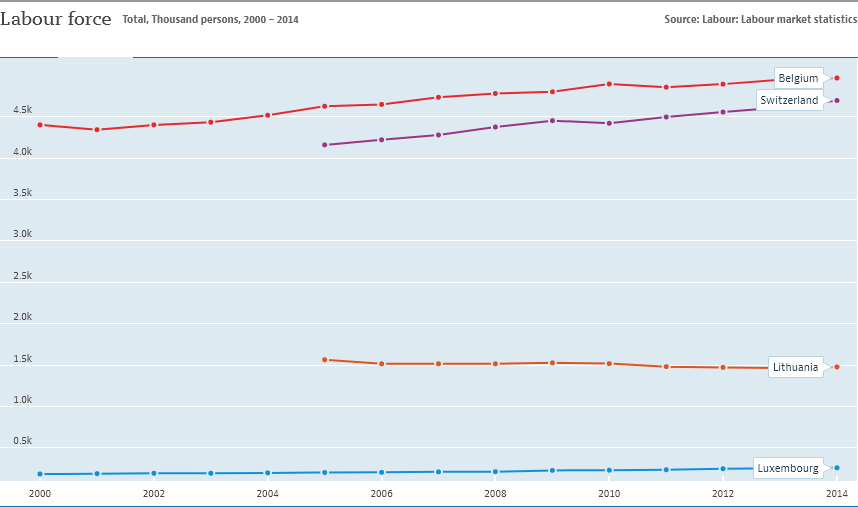 Labour force Total, Thousand persons, 2000 – 2014 Source: Labour: Labour market statistics
Belgium
Switzerland
4.5k
4.0k
3.5k
3.0k
2.5k
2.0k
1.5k
Lithuania
1.0k
0.5k
Luxembourg
2000 2002 2004 2006 2008 2010 2012 2014